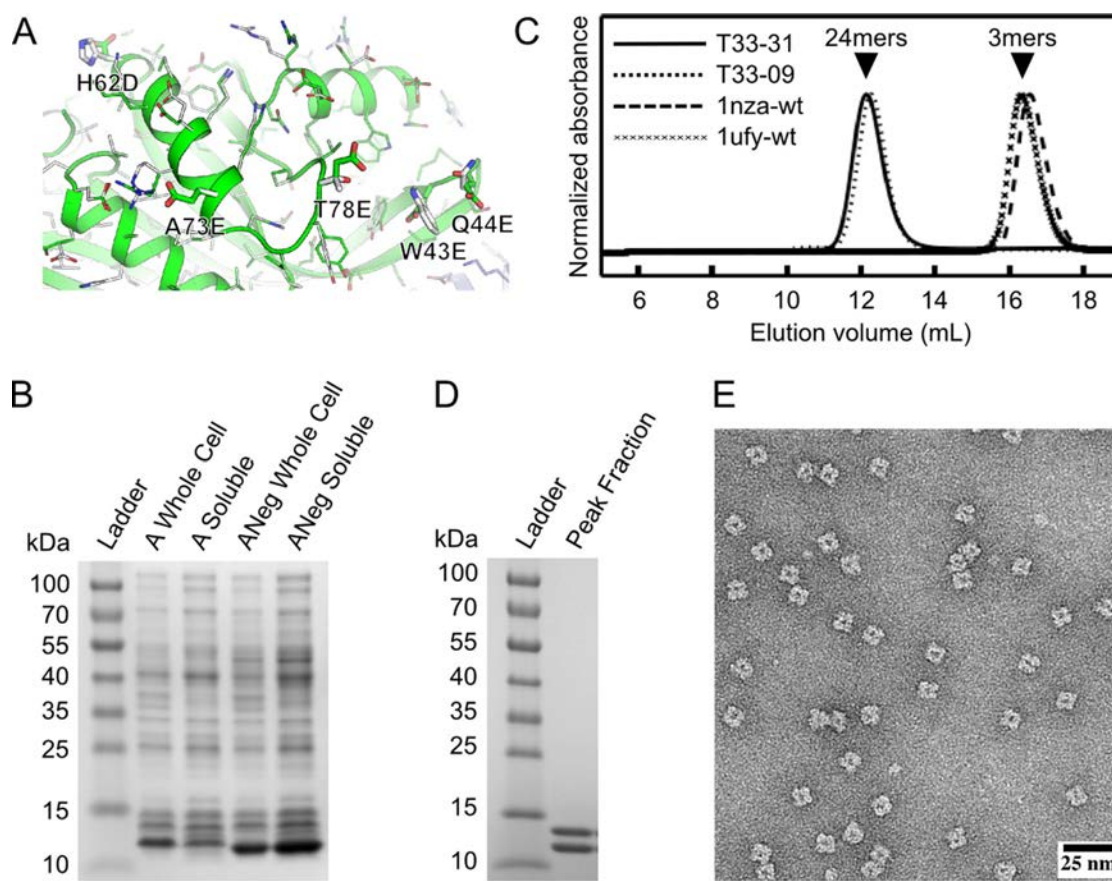 A
H62D
A73E
T78E
W43E
Q44E
C
T33-31
T33-09
1nza-wt
1ufy-wt
24mers
3mers
Normalized absorbance
6 8 10 12 14 16 18
Elution volume (mL)
B
kDa
Ladder
A Whole Cell
A Soluble
ANeg Whole Cell
ANeg Soluble
100
70
55
40
35
25
15
10
D
kDa
Ladder
Peak Fraction
100
70
55
40
35
25
15
10
E
25 nm